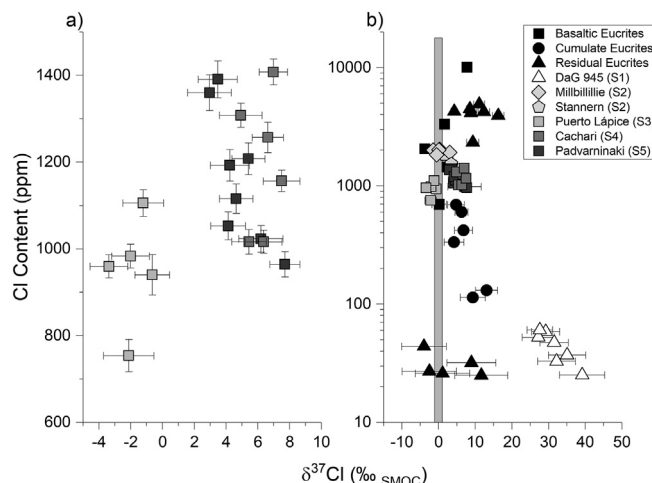 a)
b)
Cl Content (ppm)
1400
1200
1000
800
600
-4 -2 0 2 4 6 8 10
10000
1000
100
10
-10 0 10 20 30 40 50
Basaltic Eucrites
Cumulate Eucrites
Residual Eucrites
DaG 945 (S1)
Millbillillie (S2)
Stannern (S2)
Puerto Lápice (S3
Cachari (S4)
Padvarninaki (S5)
δ³⁷Cl (‰ SMOC)